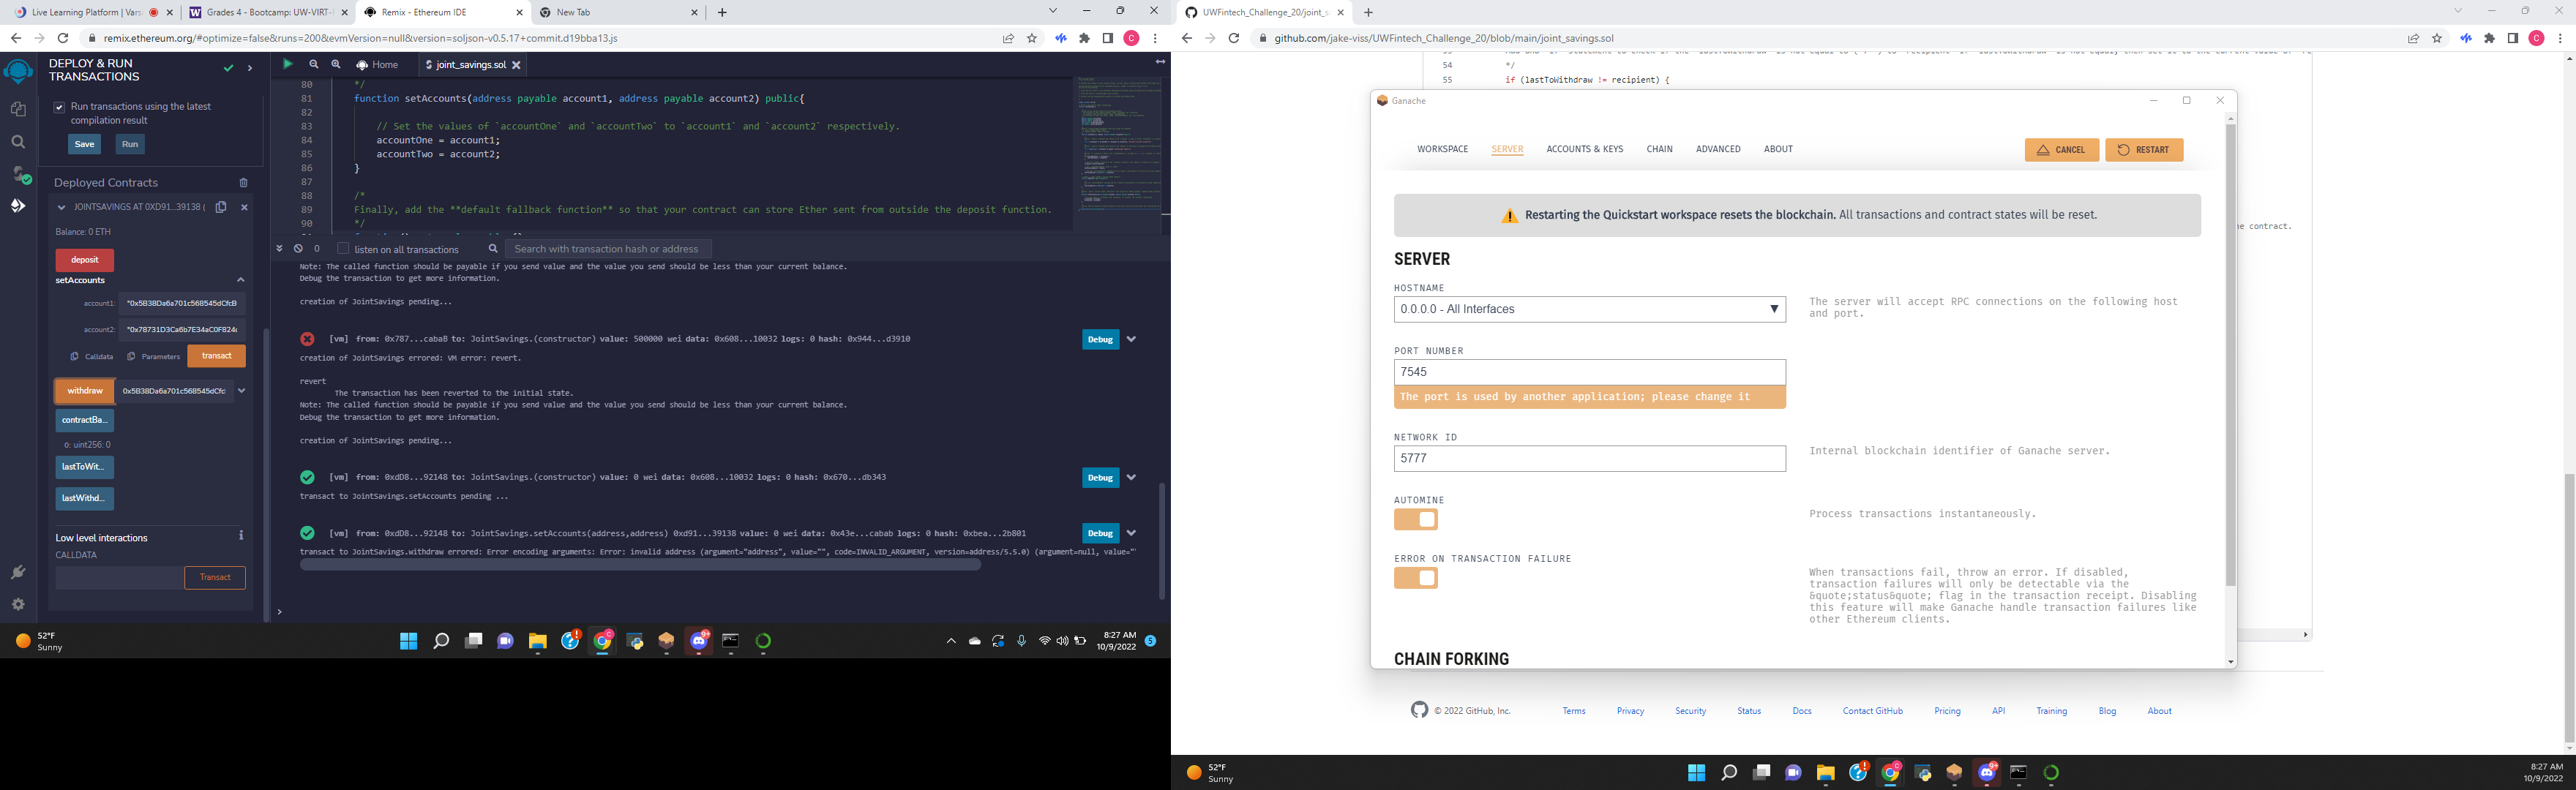 Live Learning Platform | Vars
Grades 4 - Bootcamp: UW-VIRT-
Remix - Ethereum IDE
New Tab
remix.ethereum.org/#optimize=false&runs=200&evmVersion=null&version=soljson-v0.5.17+commit.d19bba13.js
DEPLOY & RUN
TRANSACTIONS
Run transactions using the latest
compilation result
Save
Run
Deployed Contracts
JOINTSAVINGS AT 0XD91...39138 (
Balance: 0 ETH
deposit
setAccounts
account1:
"0x5B38Da6a701c568545dCfcB
account2:
"0x78731D3Ca6b7E34aC0F824c
Calldata
Parameters
transact
withdraw
0x5B38Da6a701c568545dCfc
contractBa...
0: uint256: 0
lastToWit...
lastWithd...
Low level interactions
CALLDATA
Transact
Home
joint_savings.sol
80 */
81 function setAccounts(address payable account1, address payable account2) public{
82
83 // Set the values of `accountOne` and `accountTwo` to `account1` and `account2` respectively.
84 accountOne = account1;
85 accountTwo = account2;
86 }
87
88 /*
89 Finally, add the **default fallback function** so that your contract can store Ether sent from outside the deposit function.
90 */
0
listen on all transactions
Search with transaction hash or address
Note: The called function should be payable if you send value and the value you send should be less than your current balance.
Debug the transaction to get more information.
creation of JointSavings pending...
[vm] from: 0x787...cabaB to: JointSavings.(constructor) value: 500000 wei data: 0x608...10032 logs: 0 hash: 0x944...d3910
Debug
creation of JointSavings errored: VM error: revert.
revert
The transaction has been reverted to the initial state.
Note: The called function should be payable if you send value and the value you send should be less than your current balance.
Debug the transaction to get more information.
creation of JointSavings pending...
[vm] from: 0xdD8...92148 to: JointSavings.(constructor) value: 0 wei data: 0x608...10032 logs: 0 hash: 0x670...db343
Debug
transact to JointSavings.setAccounts pending ...
[vm] from: 0xdD8...92148 to: JointSavings.setAccounts(address,address) 0xd91...39138 value: 0 wei data: 0x43e...cabab logs: 0 hash: 0xbea...2b801
Debug
transact to JointSavings.withdraw errored: Error encoding arguments: Error: invalid address (argument="address", value="", code=INVALID_ARGUMENT, version=address/5.5.0) (argument=null, value="
>
52°F
Sunny
8:27 AM
10/9/2022
5
UWFintech_Challenge_20/joint_s
github.com/jake-viss/UWFintech_Challenge_20/blob/main/joint_savings.sol
54 */
55 if (lastToWithdraw != recipient) {
Ganache
WORKSPACE
SERVER
ACCOUNTS & KEYS
CHAIN
ADVANCED
ABOUT
CANCEL
RESTART
Restarting the Quickstart workspace resets the blockchain. All transactions and contract states will be reset.
e contract.
SERVER
HOSTNAME
0.0.0.0 - All Interfaces
The server will accept RPC connections on the following host
and port.
PORT NUMBER
7545
The port is used by another application; please change it
NETWORK ID
5777
Internal blockchain identifier of Ganache server.
AUTOMINE
Process transactions instantaneously.
ERROR ON TRANSACTION FAILURE
When transactions fail, throw an error. If disabled,
transaction failures will only be detectable via the
&quote;status&quote; flag in the transaction receipt. Disabling
this feature will make Ganache handle transaction failures like
other Ethereum clients.
CHAIN FORKING
© 2022 GitHub, Inc.
Terms
Privacy
Security
Status
Docs
Contact GitHub
Pricing
API
Training
Blog
About
52°F
Sunny
8:27 AM
10/9/2022